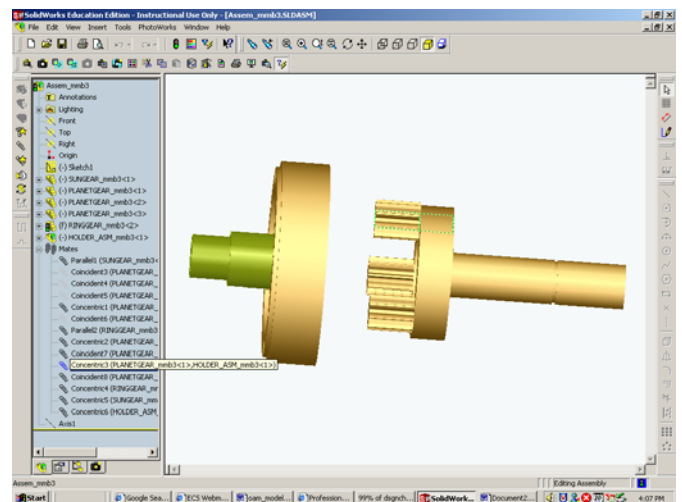 SolidWorks Education Edition - Instructional Use Only - [Assem_mmb3.SLDASM]
File Edit View Insert Tools PhotoWorks Window Help
Assem_mmb3
Annotations
Lighting
Front
Top
Right
Origin
(-) Sketch1
(-) SUNGEAR_mmb3<1>
(-) PLANETGEAR_mmb3<1>
(-) PLANETGEAR_mmb3<2>
(-) PLANETGEAR_mmb3<3>
(f) RINGGEAR_mmb3<2>
(-) HOLDER_ASM_mmb3<1>
Mates
Parallel1 (SUNGEAR_mmb3<
Coincident3 (PLANETGEAR_
Coincident4 (PLANETGEAR_
Coincident5 (PLANETGEAR_
Concentric1 (PLANETGEAR_
Coincident6 (PLANETGEAR_
Parallel2 (RINGGEAR_mmb3
Concentric2 (PLANETGEAR_
Coincident7 (PLANETGEAR_
Concentric3 (PLANETGEAR_mmb3<1>,HOLDER_ASM_mmb3<1>)
Coincident8 (PLANETGEAR_
Concentric4 (RINGGEAR_mr
Concentric5 (SUNGEAR_mm
Concentric6 (HOLDER_ASM_
Axis1
Assem_mmb3
Editing Assembly
Start
Google Sea...
ECS Webm...
oam_model...
Profession...
99% of dsgnch...
SolidWork...
Document2...
4:07 PM